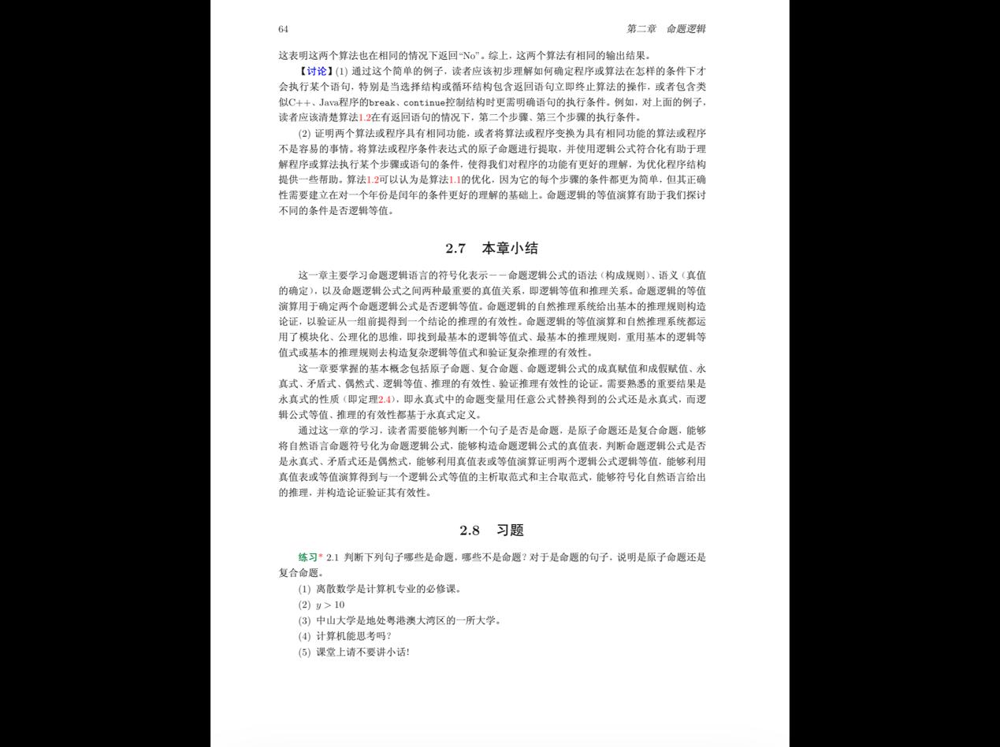 64 第二章 命题逻辑
这表明这两个算法也在相同的情况下返回“No”。综上，这两个算法有相同的输出结果。
【讨论】(1) 通过这个简单的例子，读者应该初步理解如何确定程序或算法在怎样的条件下才
会执行某个语句，特别是当选择结构或循环结构包含返回语句立即终止算法的操作，或者包含类
似C++、Java程序的break、continue控制结构时更需明确语句的执行条件。例如，对上面的例子，
读者应该清楚算法1.2在有返回语句的情况下，第二个步骤、第三个步骤的执行条件。
(2) 证明两个算法或程序具有相同功能，或者将算法或程序变换为具有相同功能的算法或程序
不是容易的事情。将算法或程序条件表达式的原子命题进行提取，并使用逻辑公式符合化有助于理
解程序或算法执行某个步骤或语句的条件，使得我们对程序的功能有更好的理解，为优化程序结构
提供一些帮助。算法1.2可以认为是算法1.1的优化，因为它的每个步骤的条件都更为简单，但其正确
性需要建立在对一个年份是闰年的条件更好的理解的基础上。命题逻辑的等值演算有助于我们探讨
不同的条件是否逻辑等值。
2.7 本章小结
这一章主要学习命题逻辑语言的符号化表示－－命题逻辑公式的语法（构成规则）、语义（真值
的确定），以及命题逻辑公式之间两种最重要的真值关系，即逻辑等值和推理关系。命题逻辑的等值
演算用于确定两个命题逻辑公式是否逻辑等值。命题逻辑的自然推理系统给出基本的推理规则构造
论证，以验证从一组前提得到一个结论的推理的有效性。命题逻辑的等值演算和自然推理系统都运
用了模块化、公理化的思维，即找到最基本的逻辑等值式、最基本的推理规则，重用基本的逻辑等
值式或基本的推理规则去构造复杂逻辑等值式和验证复杂推理的有效性。
这一章要掌握的基本概念包括原子命题、复合命题、命题逻辑公式的成真赋值和成假赋值、永
真式、矛盾式、偶然式、逻辑等值、推理的有效性、验证推理有效性的论证。需要熟悉的重要结果是
永真式的性质（即定理2.4），即永真式中的命题变量用任意公式替换得到的公式还是永真式，而逻
辑公式等值、推理的有效性都基于永真式定义。
通过这一章的学习，读者需要能够判断一个句子是否是命题，是原子命题还是复合命题，能够
将自然语言命题符号化为命题逻辑公式，能够构造命题逻辑公式的真值表，判断命题逻辑公式是否
是永真式、矛盾式还是偶然式，能够利用真值表或等值演算证明两个逻辑公式逻辑等值，能够利用
真值表或等值演算得到与一个逻辑公式等值的主析取范式和主合取范式，能够符号化自然语言给出
的推理，并构造论证验证其有效性。
2.8 习题
练习* 2.1 判断下列句子哪些是命题，哪些不是命题？对于是命题的句子，说明是原子命题还是
复合命题。
(1) 离散数学是计算机专业的必修课。
(2) y > 10
(3) 中山大学是地处粤港澳大湾区的一所大学。
(4) 计算机能思考吗？
(5) 课堂上请不要讲小话！